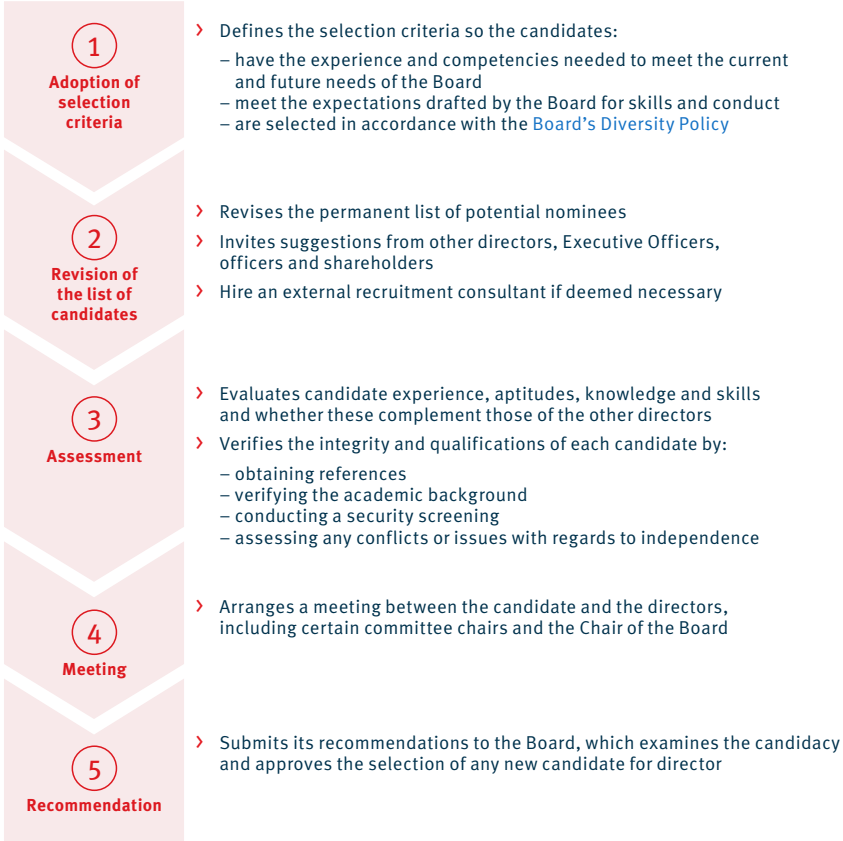 1
Adoption of
selection
criteria
› Defines the selection criteria so the candidates:
– have the experience and competencies needed to meet the current
and future needs of the Board
– meet the expectations drafted by the Board for skills and conduct
– are selected in accordance with the Board's Diversity Policy
2
Revision of
the list of
candidates
› Revises the permanent list of potential nominees
› Invites suggestions from other directors, Executive Officers,
officers and shareholders
› Hire an external recruitment consultant if deemed necessary
3
Assessment
› Evaluates candidate experience, aptitudes, knowledge and skills
and whether these complement those of the other directors
› Verifies the integrity and qualifications of each candidate by:
– obtaining references
– verifying the academic background
– conducting a security screening
– assessing any conflicts or issues with regards to independence
4
Meeting
› Arranges a meeting between the candidate and the directors,
including certain committee chairs and the Chair of the Board
5
Recommendation
› Submits its recommendations to the Board, which examines the candidacy
and approves the selection of any new candidate for director